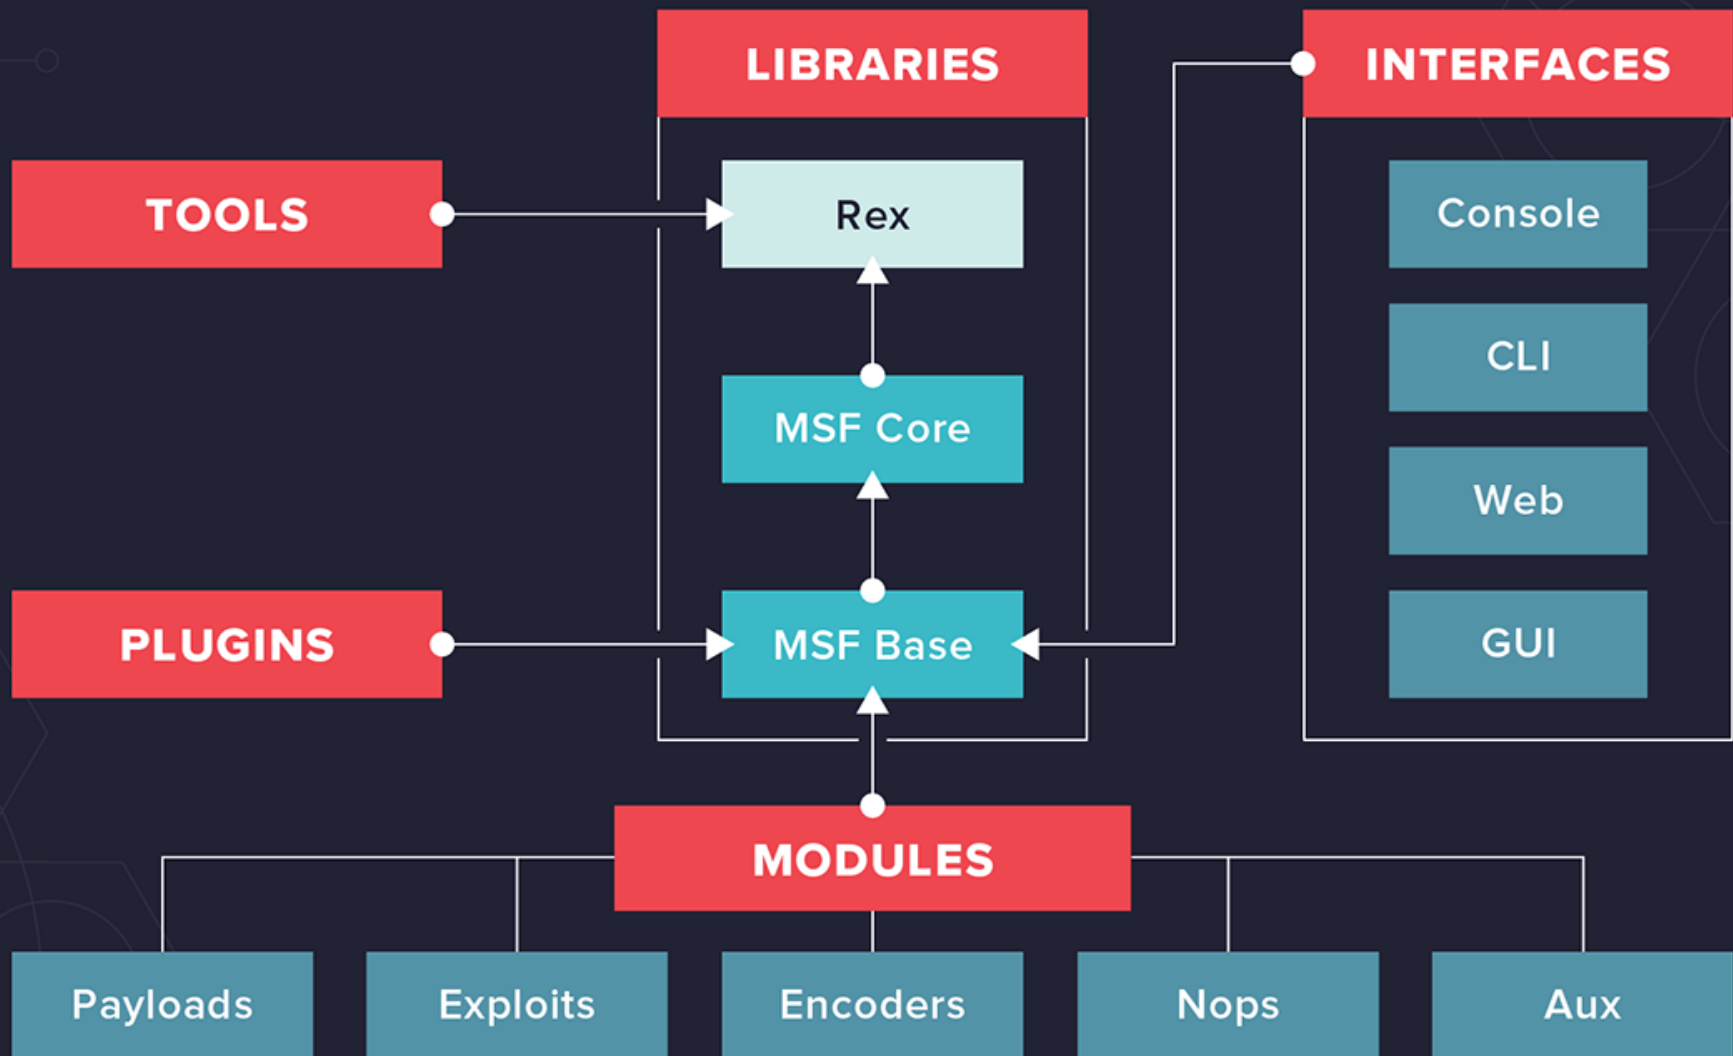 LIBRARIES
INTERFACES
TOOLS
Rex
Console
CLI
MSF Core
Web
PLUGINS
MSF Base
GUI
MODULES
Payloads
Exploits
Encoders
Nops
Aux